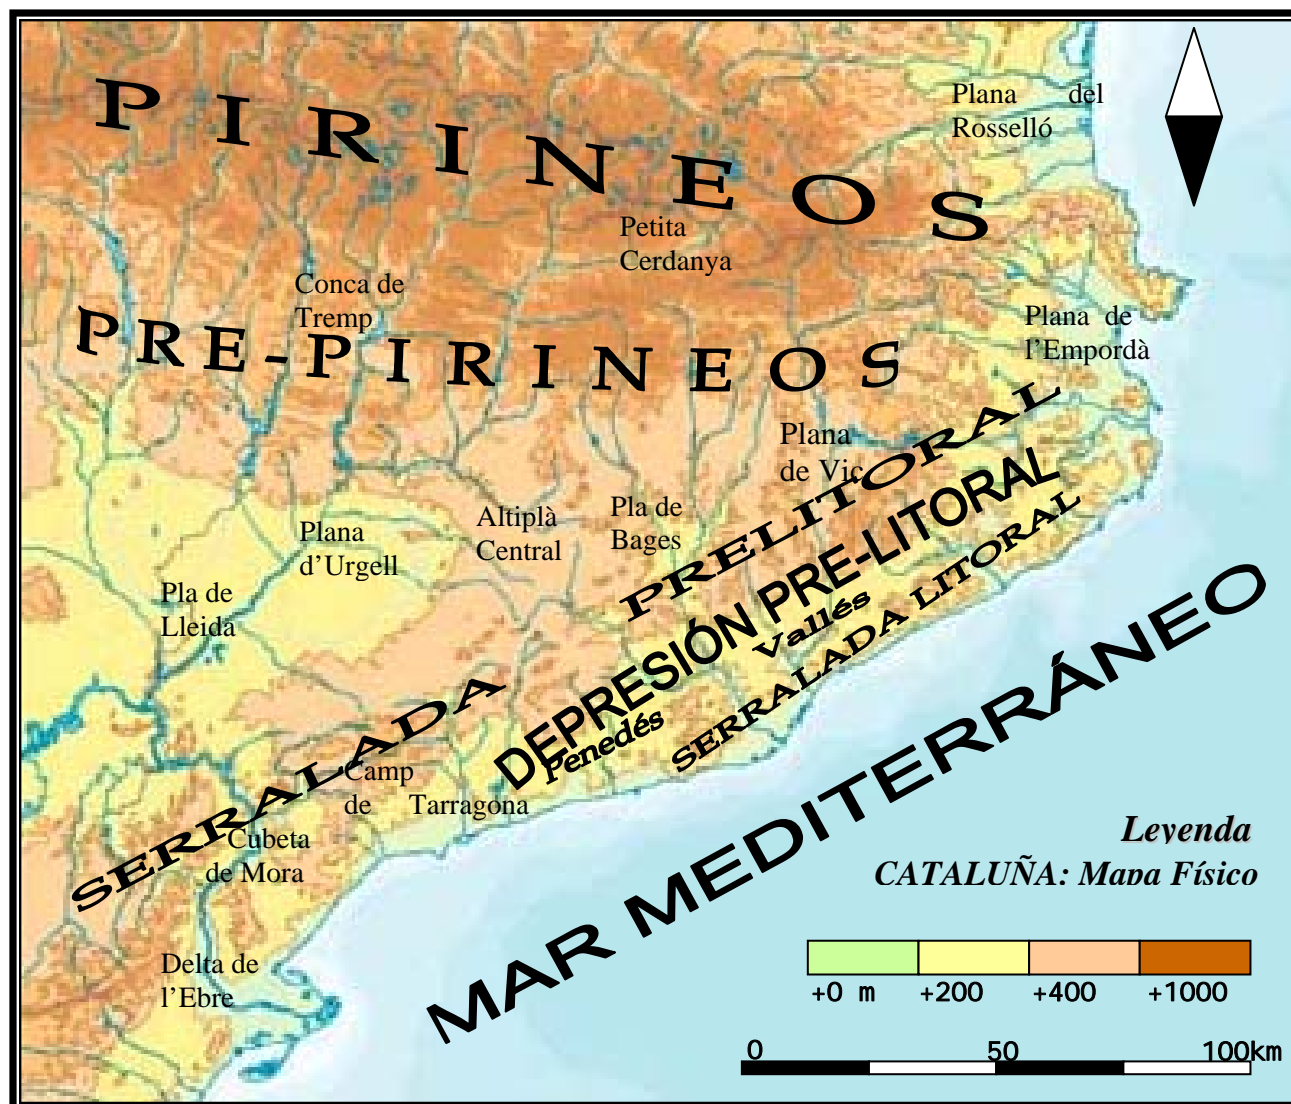 PIRINEOS
Plana del
Rosselló
Petita
Cerdanya
Conca de
Tremp
PRE-PIRINEOS
Plana de
l'Empordà
Plana
de Vic
Altiplà
Central
Pla de
Bages
Plana
d'Urgell
Pla de
Lleida
SERRALADA PRELITORAL
DEPRESIÓN PRE-LITORAL
Vallés
Penedés
SERRALADA LITORAL
Camp
de Tarragona
Cubeta
de Mora
Delta de
l'Ebre
MAR MEDITERRÁNEO
Leyenda
CATALUÑA: Mapa Físico
+0 m +200 +400 +1000
0 50 100km